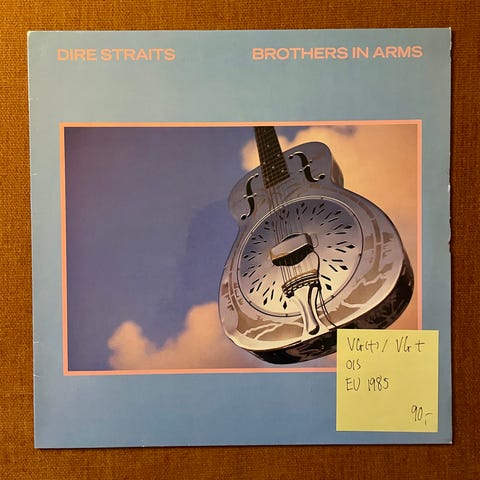 DIRE STRAITS BROTHERS IN ARMS
VG(+) / VG+
OIS
EU 1985
90,-